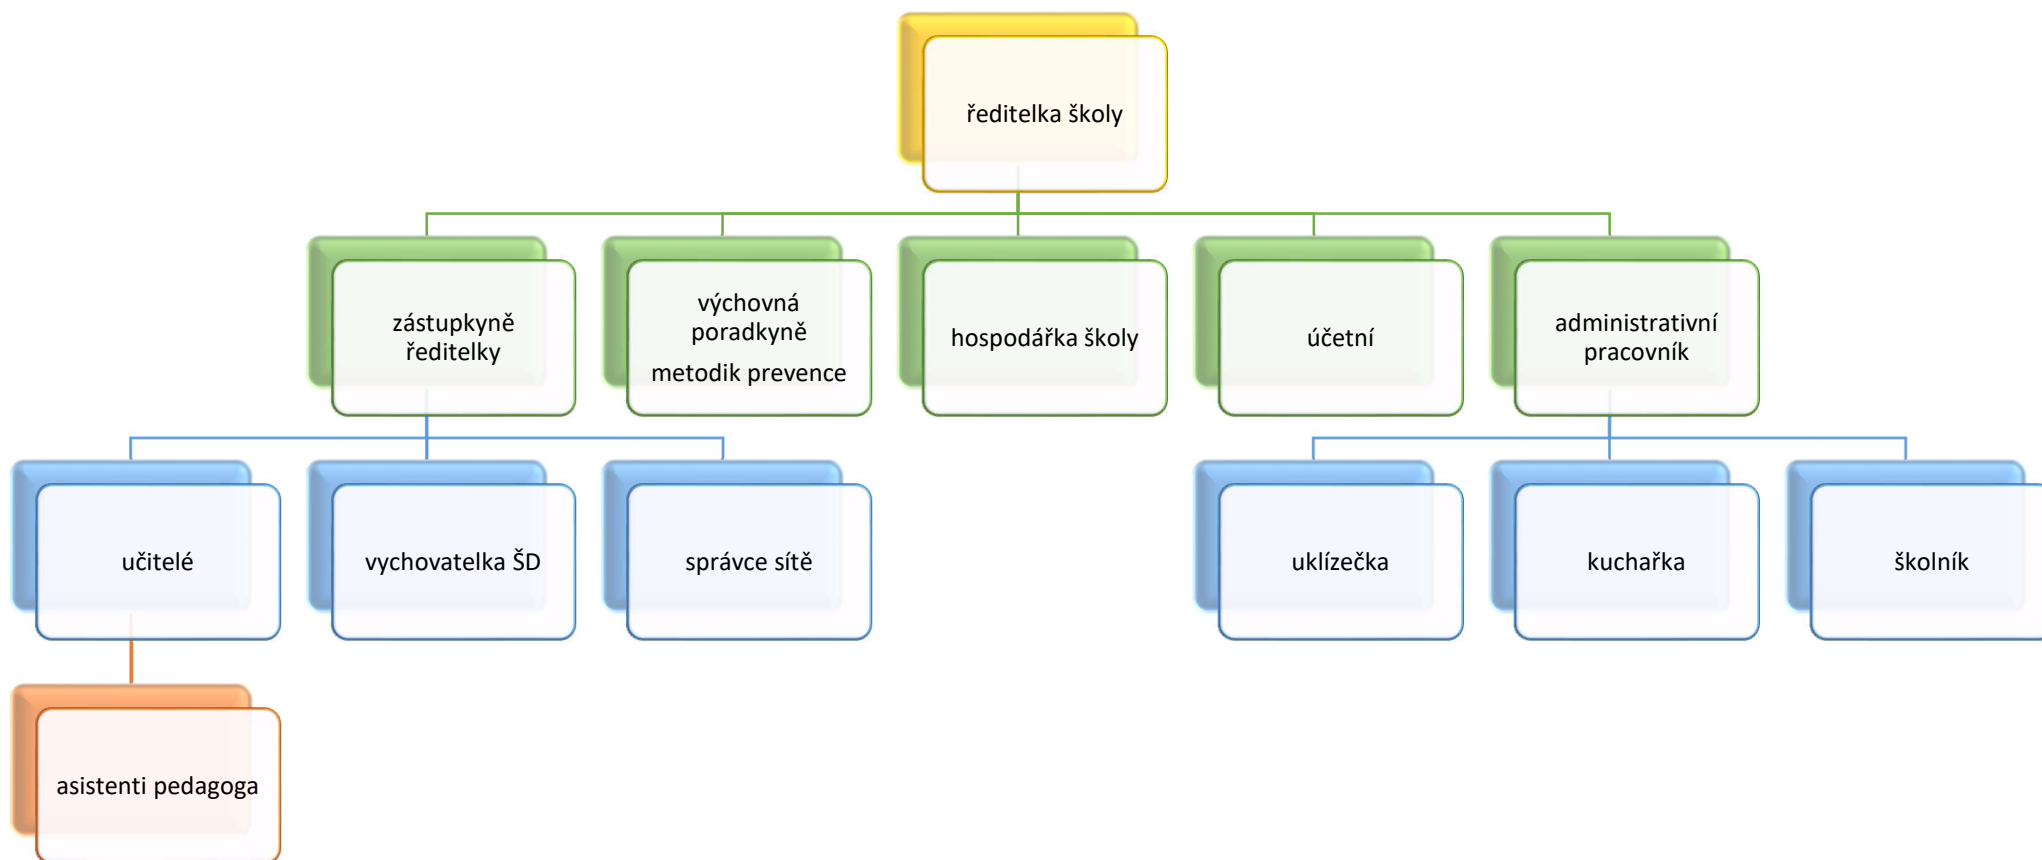 ředitelka školy
zástupkyně
ředitelky
výchovná
poradkyně
metodik prevence
hospodářka školy
účetní
administrativní
pracovník
učitelé
vychovatelka ŠD
správce sítě
uklízečka
kuchařka
školník
asistenti pedagoga